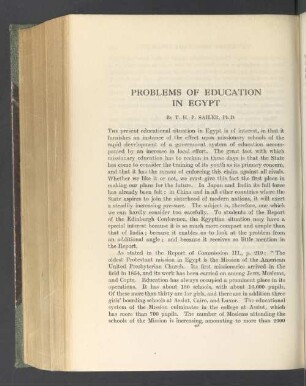 PROBLEMS OF EDUCATION
IN EGYPT
By T. H. P. SAILER, Ph.D.
The present educational situation in Egypt is of interest, in that it
furnishes an instance of the effect upon missionary schools of the
rapid development of a government system of education accom-
panied by an increase in local effort. The great fact with which
missionary education has to reckon in these days is that the State
has come to consider the training of its youth as its primary concern,
and that it has the means of enforcing this claim against all rivals.
Whether we like it or not, we must give this fact the first place in
making our plans for the future. In Japan and India its full force
has already been felt; in China and in all other countries where the
State aspires to join the sisterhood of modern nations, it will exert
a steadily increasing pressure. The subject is, therefore, one which
we can hardly consider too carefully. To students of the Report
of the Edinburgh Conference, the Egyptian situation may have a
special interest because it is so much more compact and simple than
that of India; because it enables us to look at the problem from
an additional angle; and because it receives so little mention in
the Report.
As stated in the Report of Commission III., p. 219: "The
oldest Protestant mission in Egypt is the Mission of the American
United Presbyterian Church. Its first missionaries arrived in the
field in 1854, and its work has been carried on among Jews, Moslems,
and Copts. Education has always occupied a prominent place in its
operations. It has about 190 schools, with about 15,000 pupils.
Of these more than thirty are for girls, and there are in addition three
girls' boarding schools at Assiut, Cairo, and Luxor. The educational
system of the Mission culminates in the college at Assiut, which
has more than 700 pupils. The number of Moslems attending the
schools of the Mission is increasing, amounting to more than 3000